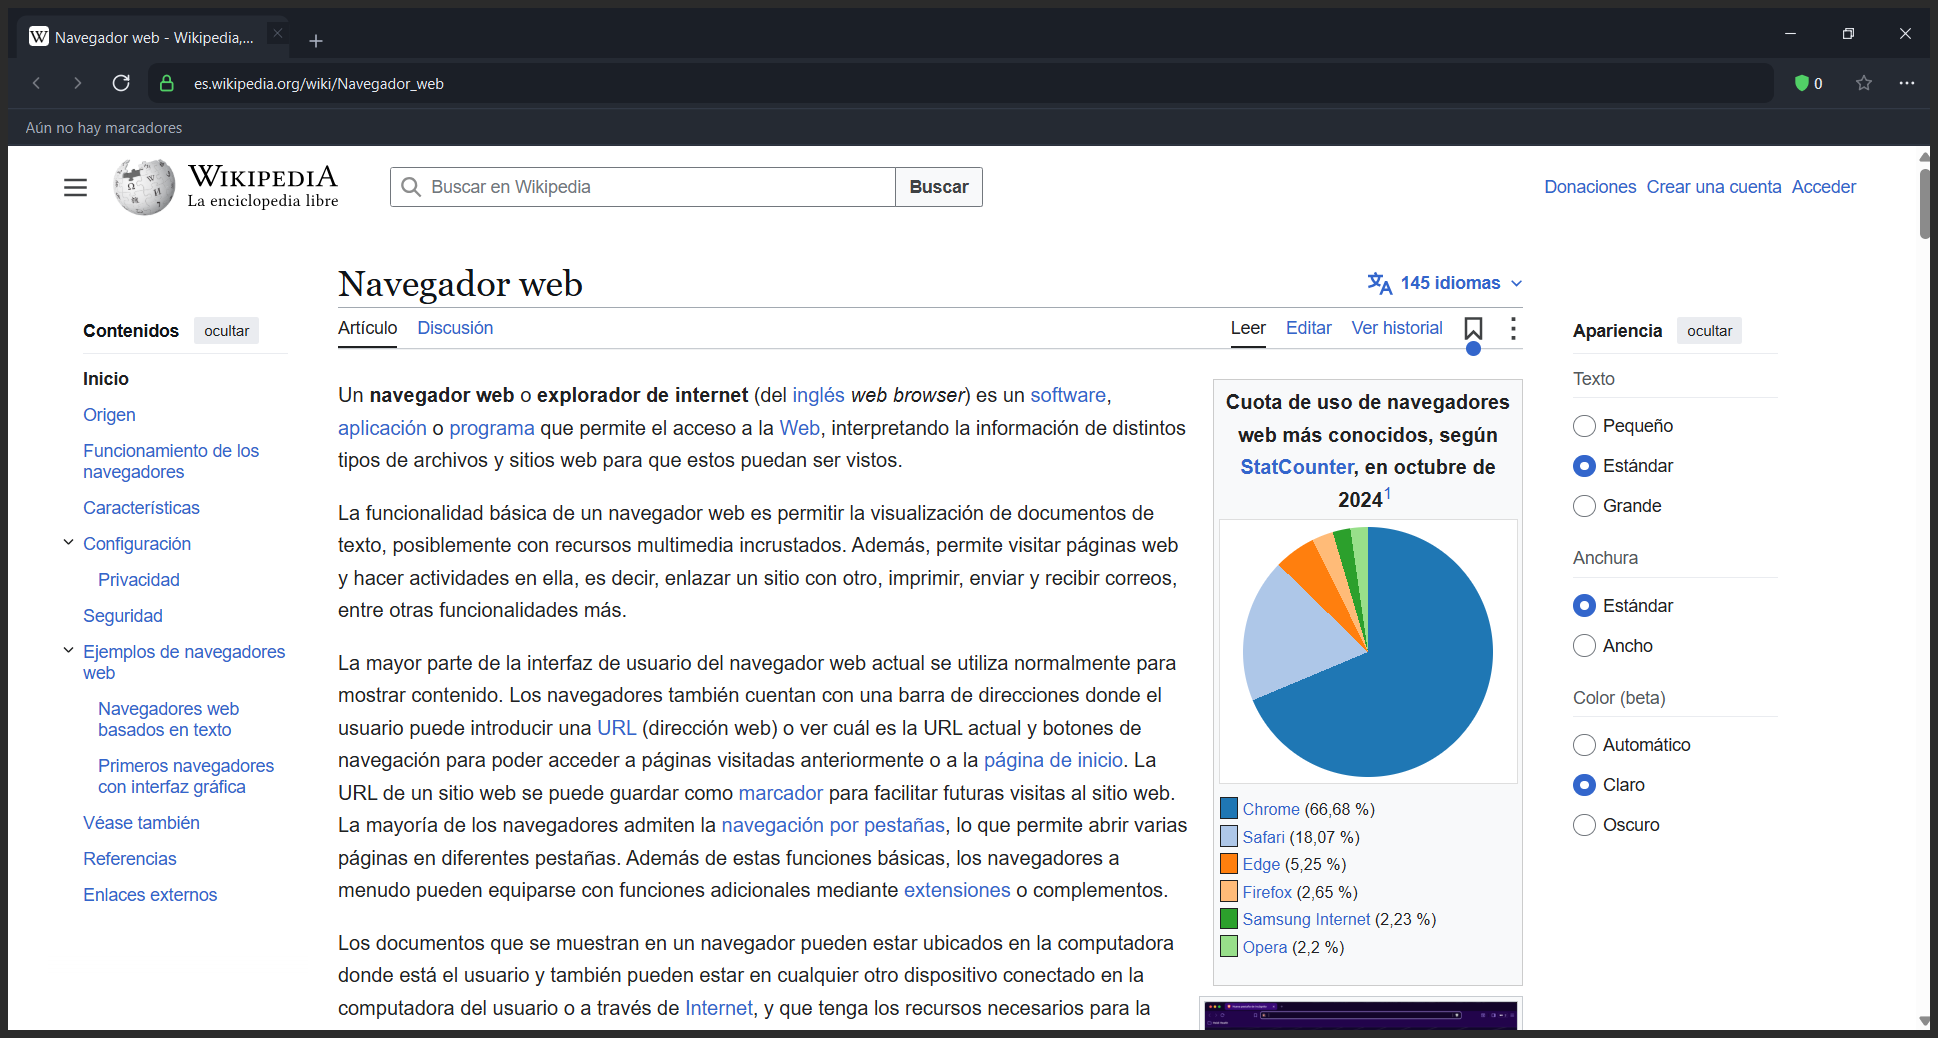 Navegador web - Wikipedia,...
es.wikipedia.org/wiki/Navegador_web
0
Aún no hay marcadores
WIKIPEDIA
La enciclopedia libre
Buscar en Wikipedia
Buscar
Donaciones Crear una cuenta Acceder
Navegador web
145 idiomas
Artículo Discusión
Leer Editar Ver historial
Contenidos ocultar
Inicio
Origen
Funcionamiento de los
navegadores
Características
Configuración
Privacidad
Seguridad
Ejemplos de navegadores
web
Navegadores web
basados en texto
Primeros navegadores
con interfaz gráfica
Véase también
Referencias
Enlaces externos
Un navegador web o explorador de internet (del inglés web browser) es un software,
aplicación o programa que permite el acceso a la Web, interpretando la información de distintos
tipos de archivos y sitios web para que estos puedan ser vistos.
La funcionalidad básica de un navegador web es permitir la visualización de documentos de
texto, posiblemente con recursos multimedia incrustados. Además, permite visitar páginas web
y hacer actividades en ella, es decir, enlazar un sitio con otro, imprimir, enviar y recibir correos,
entre otras funcionalidades más.
La mayor parte de la interfaz de usuario del navegador web actual se utiliza normalmente para
mostrar contenido. Los navegadores también cuentan con una barra de direcciones donde el
usuario puede introducir una URL (dirección web) o ver cuál es la URL actual y botones de
navegación para poder acceder a páginas visitadas anteriormente o a la página de inicio. La
URL de un sitio web se puede guardar como marcador para facilitar futuras visitas al sitio web.
La mayoría de los navegadores admiten la navegación por pestañas, lo que permite abrir varias
páginas en diferentes pestañas. Además de estas funciones básicas, los navegadores a
menudo pueden equiparse con funciones adicionales mediante extensiones o complementos.
Los documentos que se muestran en un navegador pueden estar ubicados en la computadora
donde está el usuario y también pueden estar en cualquier otro dispositivo conectado en la
computadora del usuario o a través de Internet, y que tenga los recursos necesarios para la
Cuota de uso de navegadores
web más conocidos, según
StatCounter, en octubre de
2024¹
Chrome (66,68 %)
Safari (18,07 %)
Edge (5,25 %)
Firefox (2,65 %)
Samsung Internet (2,23 %)
Opera (2,2 %)
Apariencia ocultar
Texto
Pequeño
Estándar
Grande
Anchura
Estándar
Ancho
Color (beta)
Automático
Claro
Oscuro